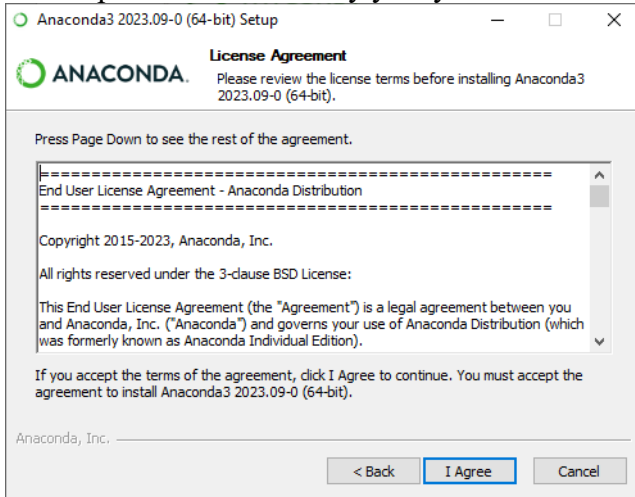 Anaconda3 2023.09-0 (64-bit) Setup
ANACONDA.
License Agreement
Please review the license terms before installing Anaconda3
2023.09-0 (64-bit).
Press Page Down to see the rest of the agreement.
===================================================
End User License Agreement - Anaconda Distribution
===================================================
Copyright 2015-2023, Anaconda, Inc.
All rights reserved under the 3-clause BSD License:
This End User License Agreement (the "Agreement") is a legal agreement between you
and Anaconda, Inc. ("Anaconda") and governs your use of Anaconda Distribution (which
was formerly known as Anaconda Individual Edition).
If you accept the terms of the agreement, click I Agree to continue. You must accept the
agreement to install Anaconda3 2023.09-0 (64-bit).
Anaconda, Inc.
< Back
I Agree
Cancel